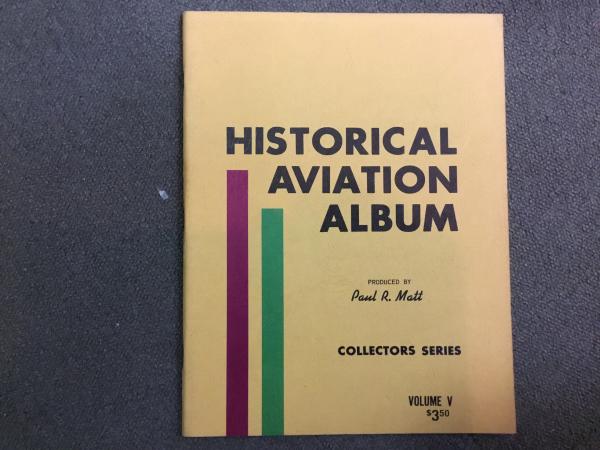 HISTORICAL
AVIATION
ALBUM
PRODUCED BY
Paul R. Matt
COLLECTORS SERIES
VOLUME V
$3.50